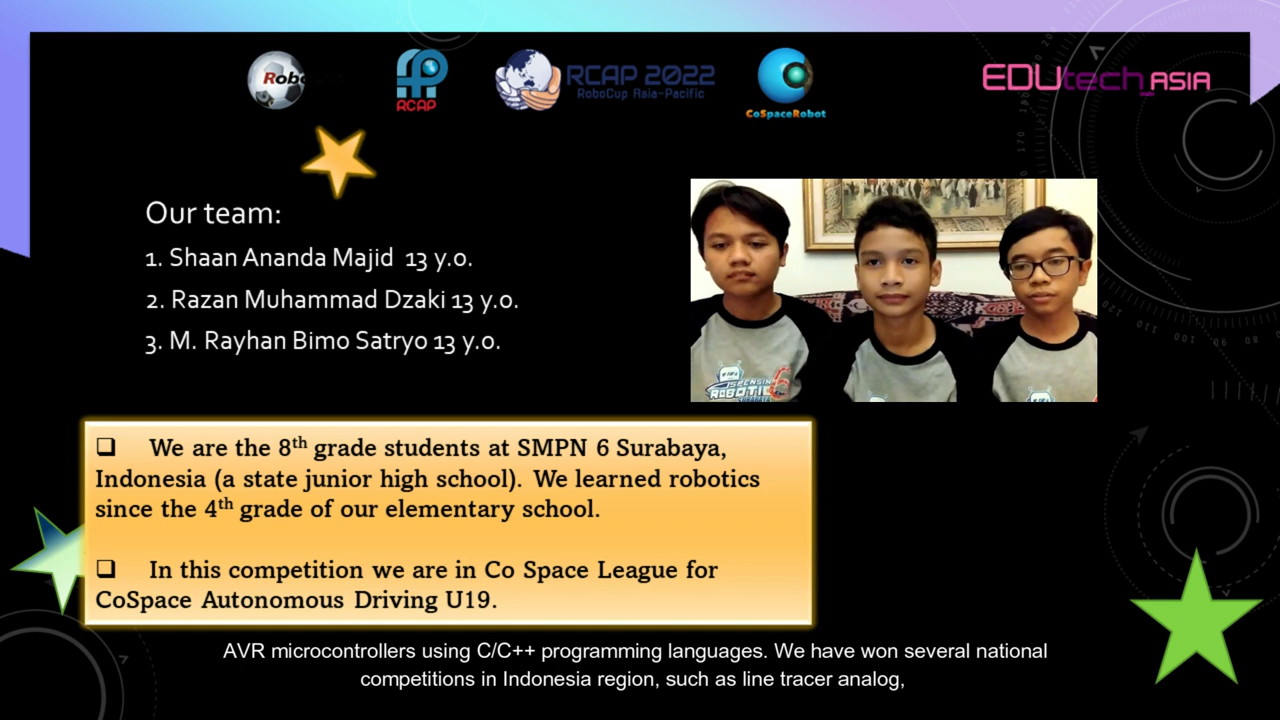 Robo
RCAP
RCAP 2022
RoboCup Asia-Pacific
CoSpaceRobot
EDUtech_ASIA
Our team:
1. Shaan Ananda Majid 13 y.o.
2. Razan Muhammad Dzaki 13 y.o.
3. M. Rayhan Bimo Satryo 13 y.o.
❑ We are the 8th grade students at SMPN 6 Surabaya,
Indonesia (a state junior high school). We learned robotics
since the 4th grade of our elementary school.
❑ In this competition we are in Co Space League for
CoSpace Autonomous Driving U19.
AVR microcontrollers using C/C++ programming languages. We have won several national
competitions in Indonesia region, such as line tracer analog,